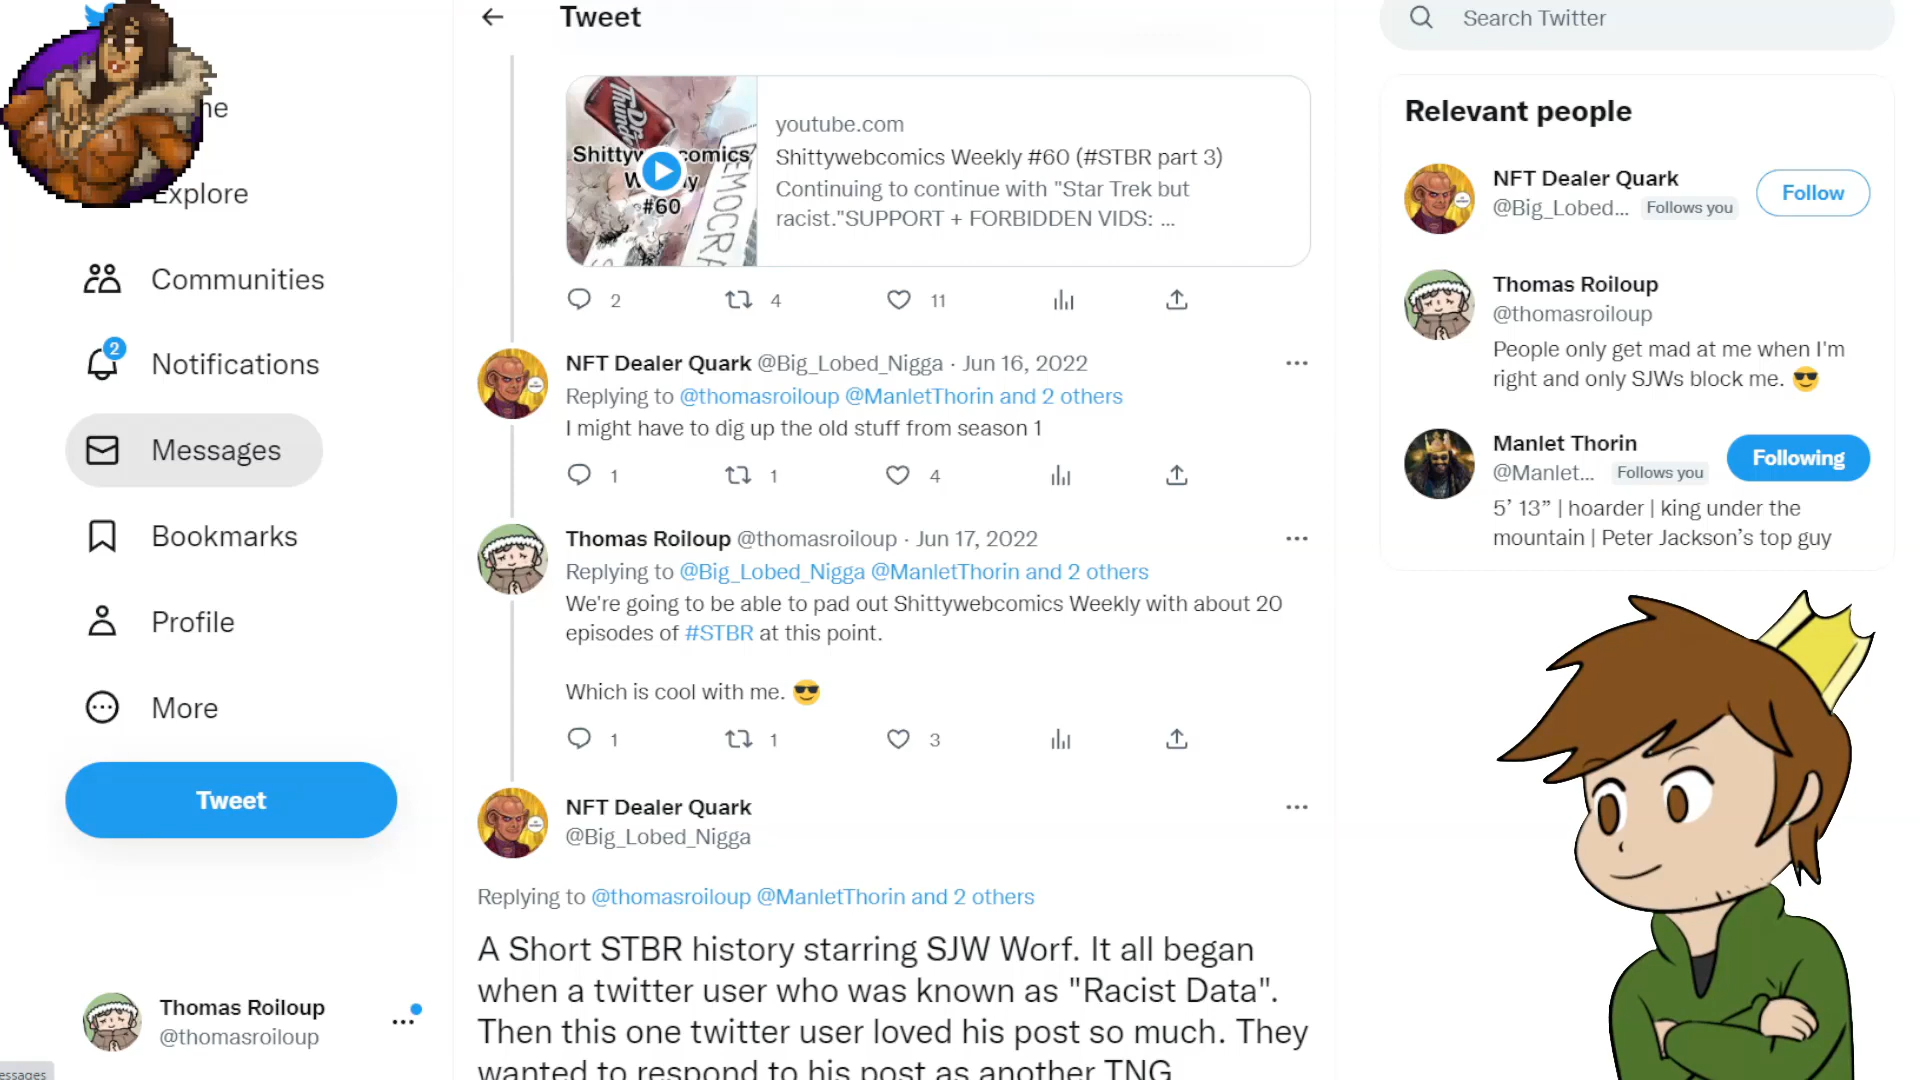 Tweet
Search Twitter
Relevant people
youtube.com
Shittywebcomics Weekly #60 (#STBR part 3)
Continuing to continue with "Star Trek but
racist."SUPPORT + FORBIDDEN VIDS: ...
Dr Thunder
#60
2 4 11
NFT Dealer Quark
@Big_Lobed... Follows you
Follow
Thomas Roiloup
@thomasroiloup
People only get mad at me when I'm
right and only SJWs block me. 😎
Manlet Thorin
@Manlet... Follows you
Following
5' 13” | hoarder | king under the
mountain | Peter Jackson’s top guy
Explore
Communities
2
Notifications
Messages
Bookmarks
Profile
More
Tweet
Thomas Roiloup
@thomasroiloup
NFT Dealer Quark @Big_Lobed_Nigga · Jun 16, 2022
Replying to @thomasroiloup @ManletThorin and 2 others
I might have to dig up the old stuff from season 1
1 1 4
Thomas Roiloup @thomasroiloup · Jun 17, 2022
Replying to @Big_Lobed_Nigga @ManletThorin and 2 others
We're going to be able to pad out Shittywebcomics Weekly with about 20
episodes of #STBR at this point.
Which is cool with me. 😎
1 1 3
NFT Dealer Quark
@Big_Lobed_Nigga
Replying to @thomasroiloup @ManletThorin and 2 others
A Short STBR history starring SJW Worf. It all began
when a twitter user who was known as "Racist Data".
Then this one twitter user loved his post so much. They
wanted to respond to his post as another TNG